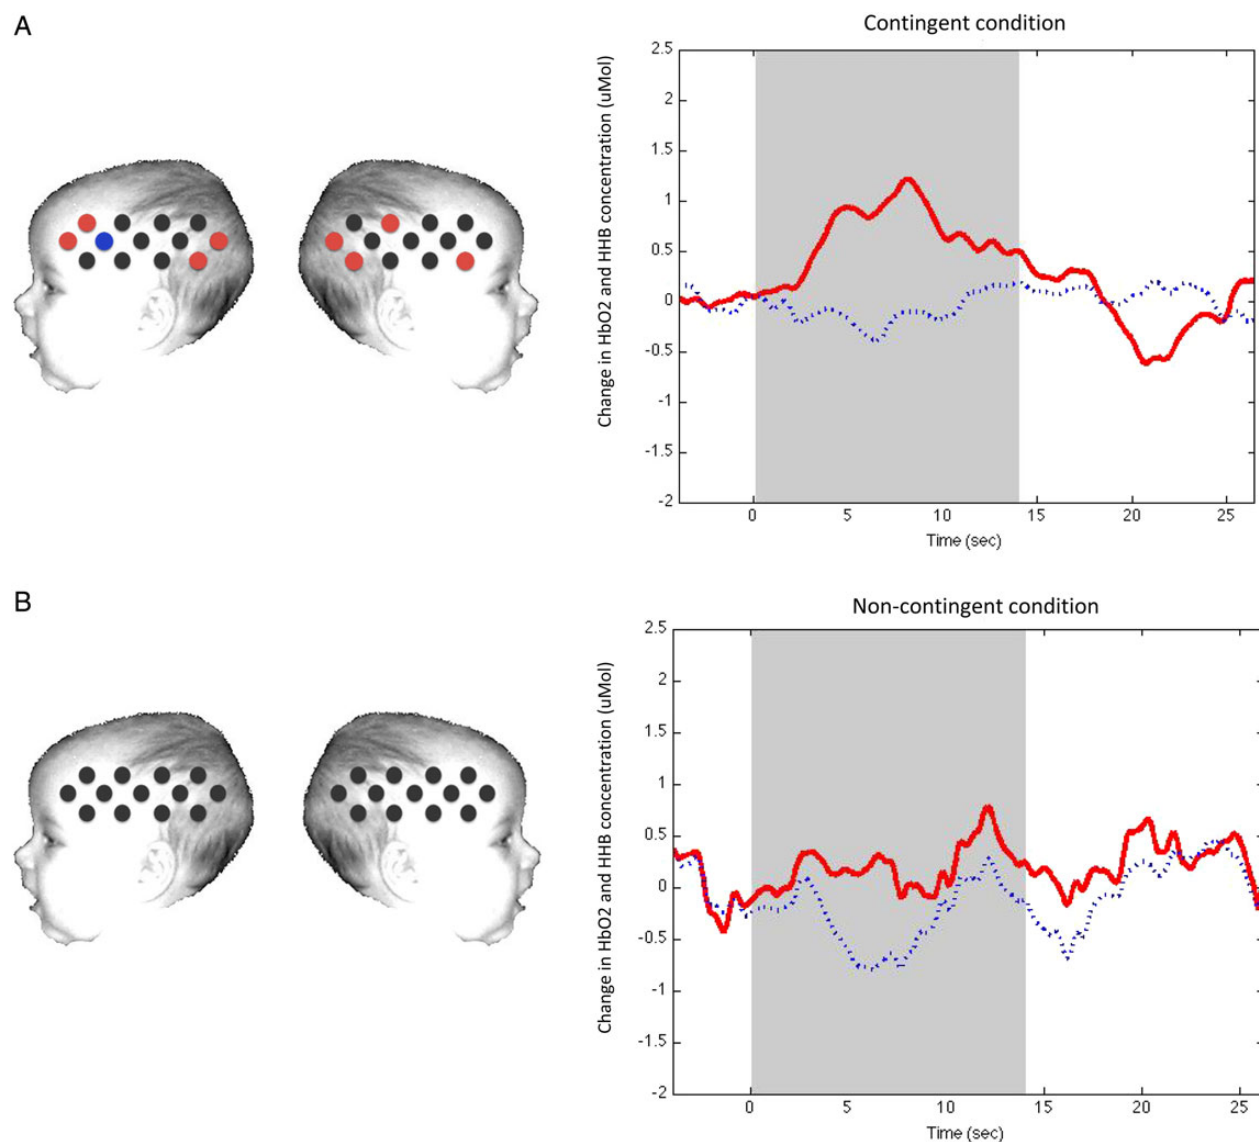 A
Contingent condition
Change in HbO2 and HHB concentration (uMol)
2.5
2
1.5
1
0.5
0
-0.5
-1
-1.5
-2
0 5 10 15 20 25
Time (sec)
B
Non-contingent condition
Change in HbO2 and HHB concentration (uMol)
2.5
2
1.5
1
0.5
0
-0.5
-1
-1.5
-2
0 5 10 15 20 25
Time (sec)